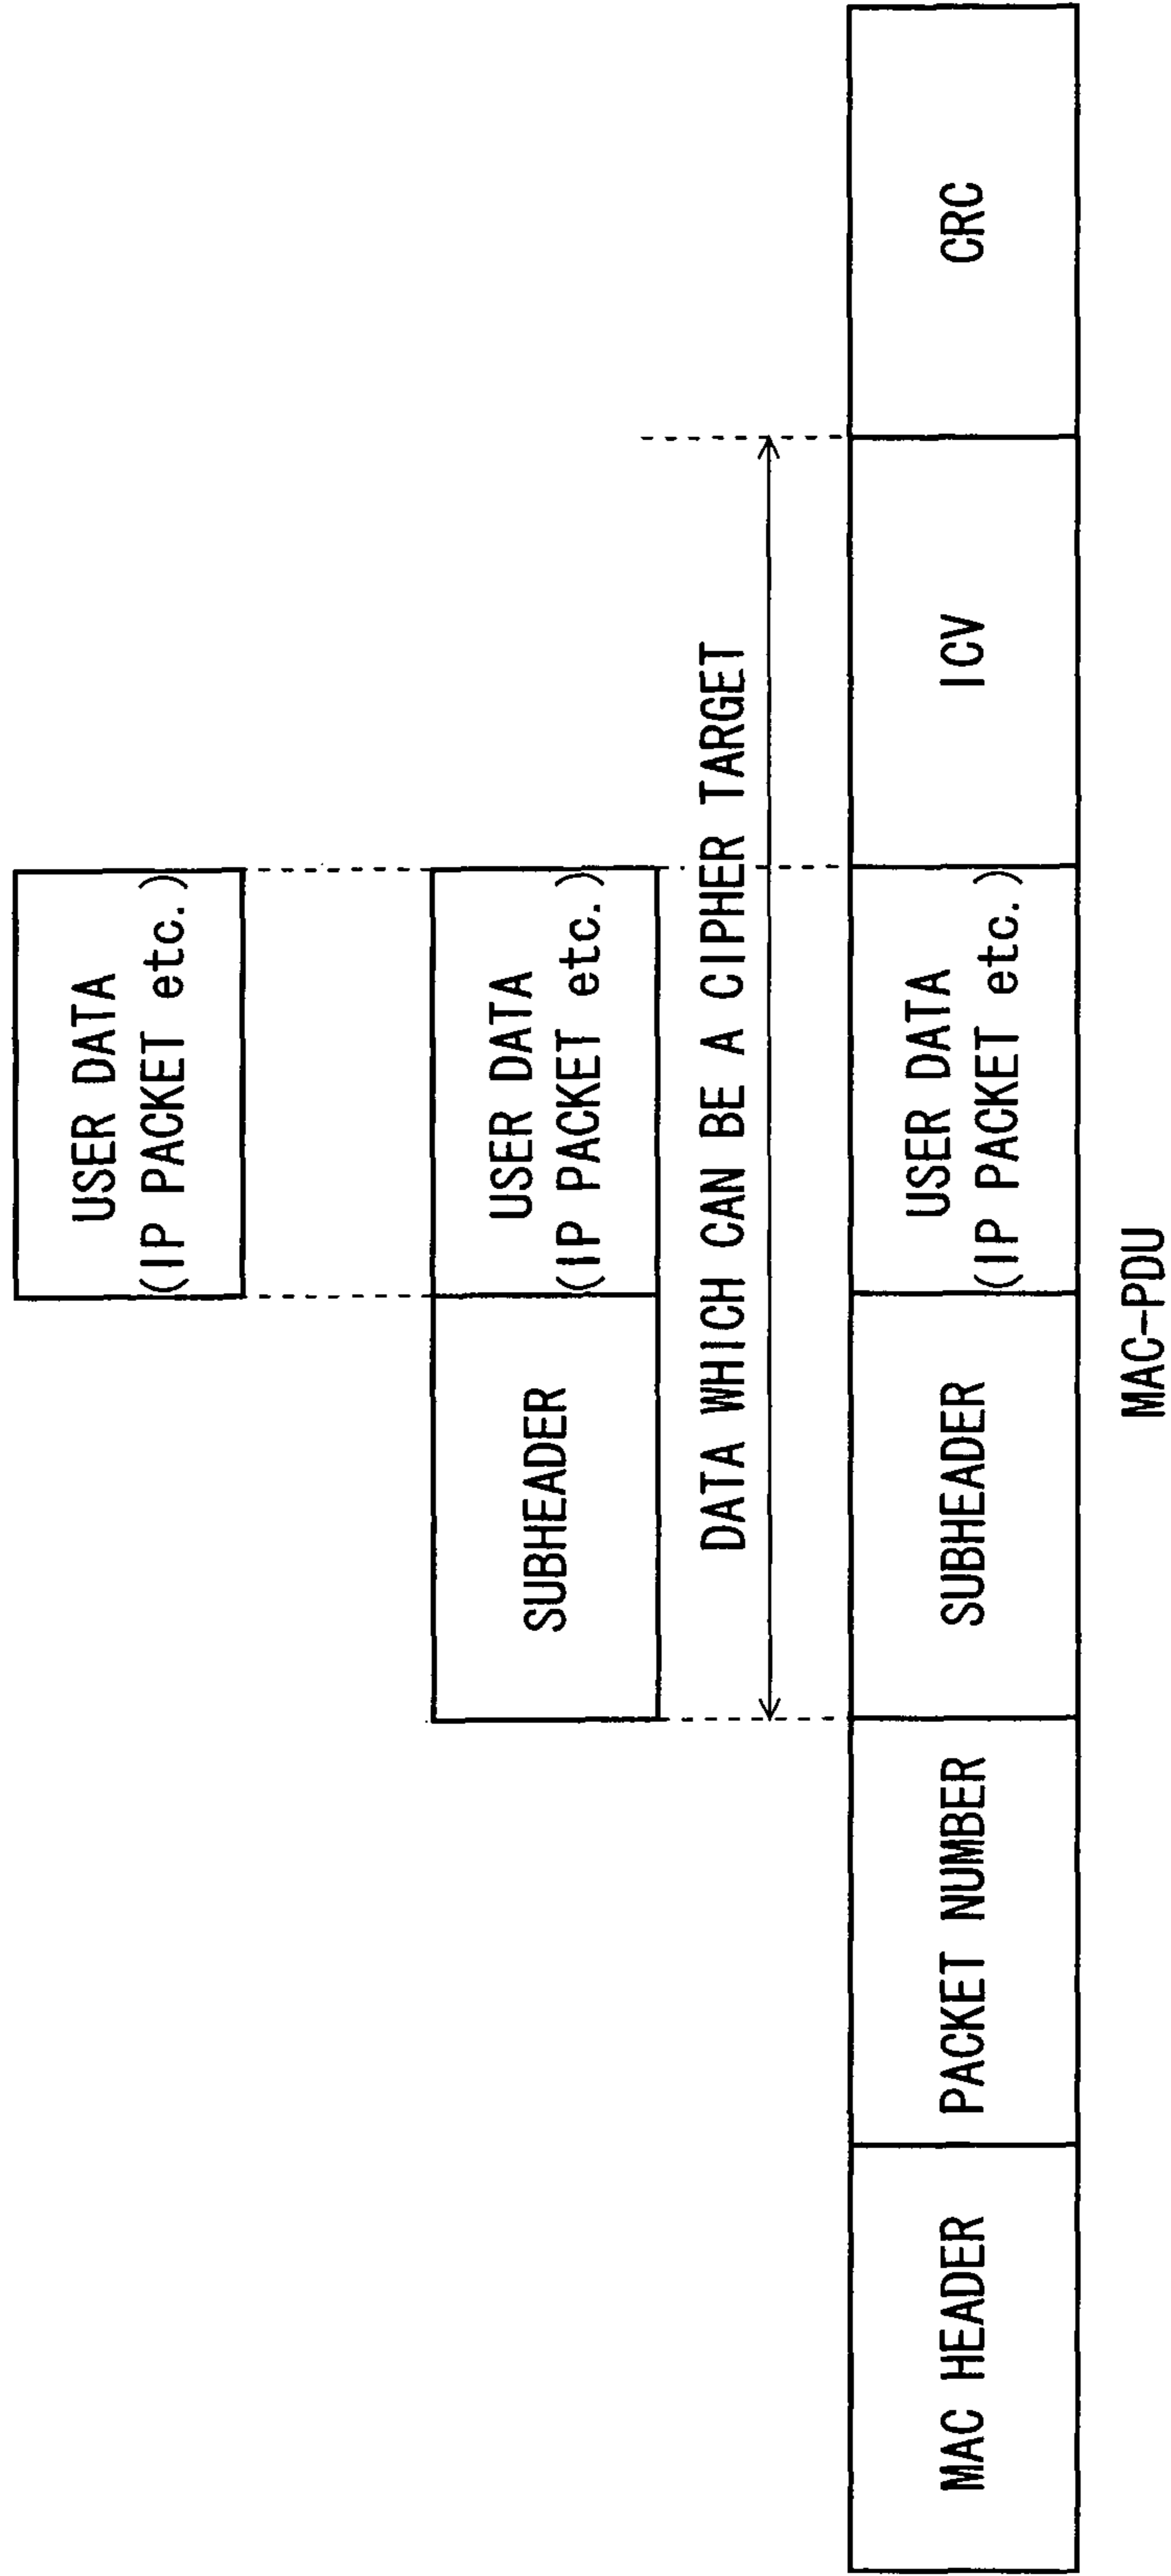 USER DATA
(IP PACKET etc.)
SUBHEADER
USER DATA
(IP PACKET etc.)
DATA WHICH CAN BE A CIPHER TARGET
MAC HEADER
PACKET NUMBER
SUBHEADER
USER DATA
(IP PACKET etc.)
ICV
CRC
MAC-PDU